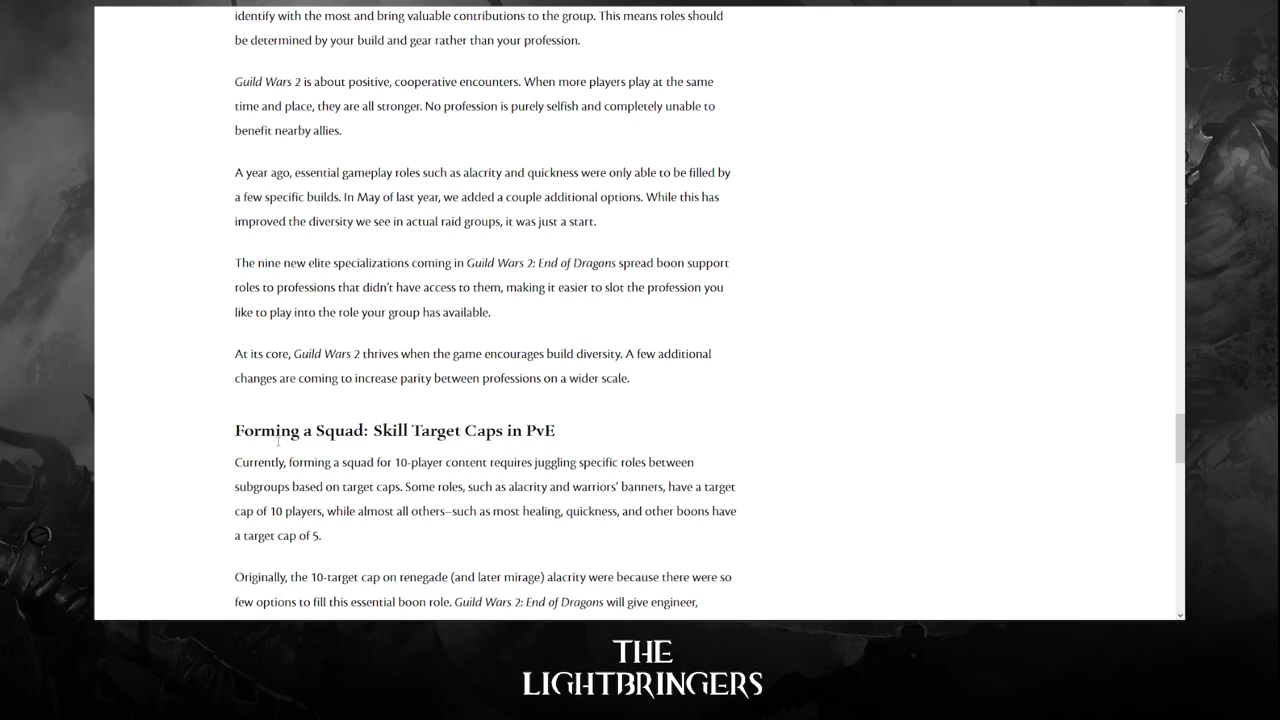 identify with the most and bring valuable contributions to the group. This means roles should
be determined by your build and gear rather than your profession.
Guild Wars 2 is about positive, cooperative encounters. When more players play at the same
time and place, they are all stronger. No profession is purely selfish and completely unable to
benefit nearby allies.
A year ago, essential gameplay roles such as alacrity and quickness were only able to be filled by
a few specific builds. In May of last year, we added a couple additional options. While this has
improved the diversity we see in actual raid groups, it was just a start.
The nine new elite specializations coming in Guild Wars 2: End of Dragons spread boon support
roles to professions that didn't have access to them, making it easier to slot the profession you
like to play into the role your group has available.
At its core, Guild Wars 2 thrives when the game encourages build diversity. A few additional
changes are coming to increase parity between professions on a wider scale.
Forming a Squad: Skill Target Caps in PvE
Currently, forming a squad for 10-player content requires juggling specific roles between
subgroups based on target caps. Some roles, such as alacrity and warriors' banners, have a target
cap of 10 players, while almost all others—such as most healing, quickness, and other boons have
a target cap of 5.
Originally, the 10-target cap on renegade (and later mirage) alacrity were because there were so
few options to fill this essential boon role. Guild Wars 2: End of Dragons will give engineer,
THE
LIGHTBRINGERS